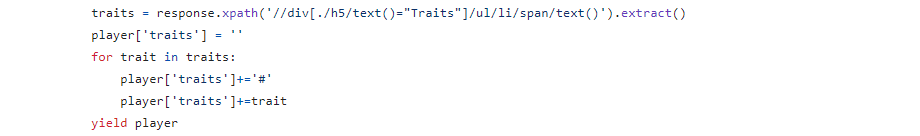 traits = response.xpath('//div[./h5/text()="Traits"]/ul/li/span/text()').extract()
player['traits'] = ''
for trait in traits:
player['traits']+='#'
player['traits']+=trait
yield player